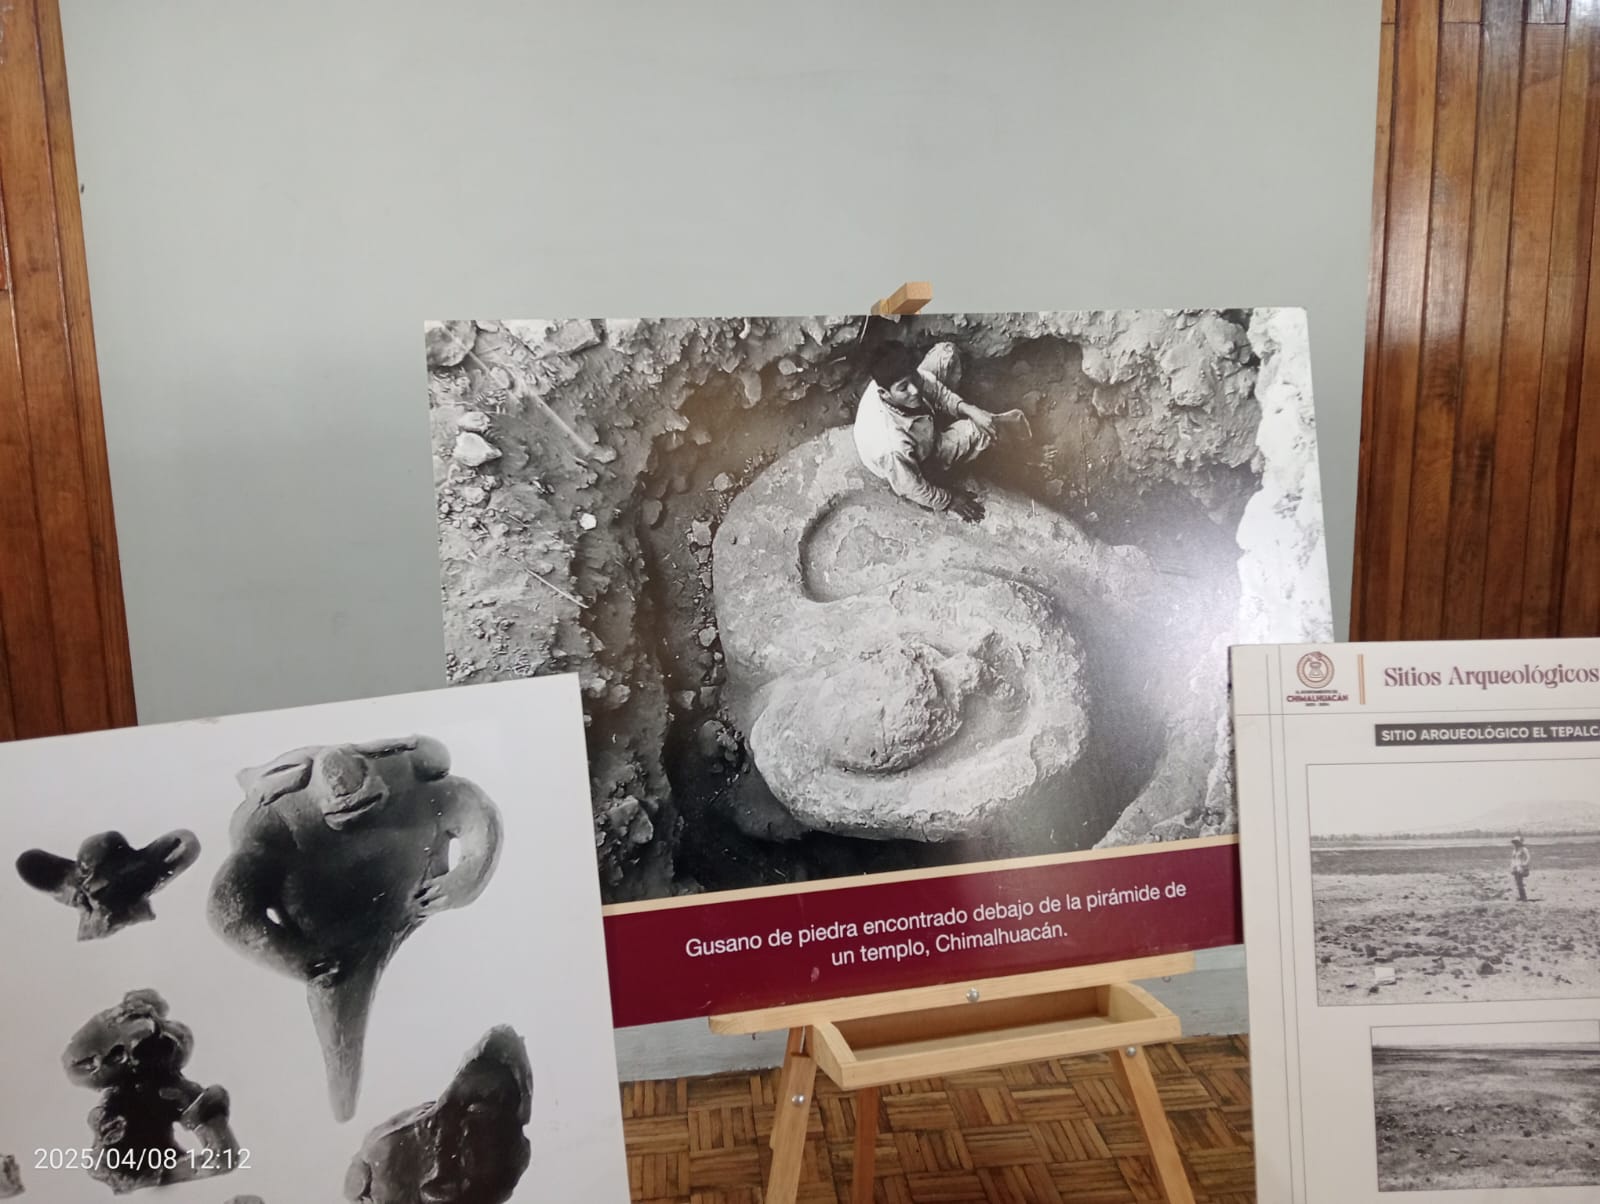 Gusano de piedra encontrado debajo de la pirámide de
un templo, Chimalhuacán.
CHIMALHUACÁN
Sitios Arqueológicos
SITIO ARQUEOLÓGICO EL
2025/04/08 12:12